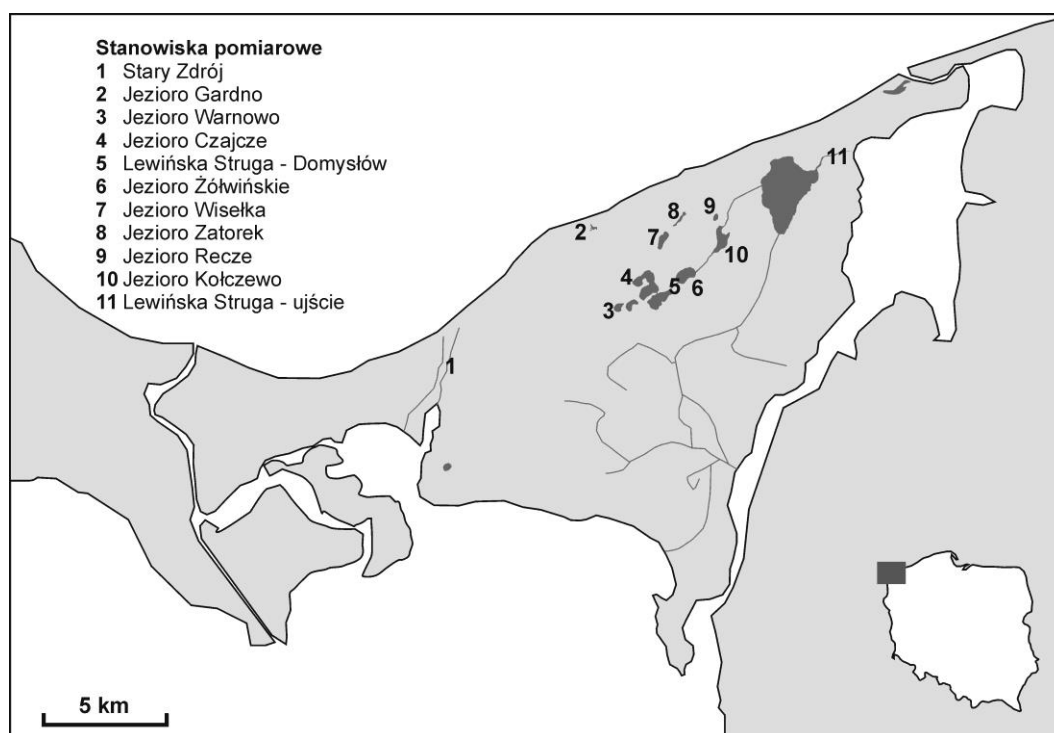 Stanowiska pomiarowe
1 Stary Zdrój
2 Jezioro Gardno
3 Jezioro Warnowo
4 Jezioro Czajcze
5 Lewińska Struga - Domysłów
6 Jezioro Żółwińskie
7 Jezioro Wisełka
8 Jezioro Zatorek
9 Jezioro Recze
10 Jezioro Kołczewo
11 Lewińska Struga - ujście
11
8
9
2
7
10
4
5
6
3
1
5 km